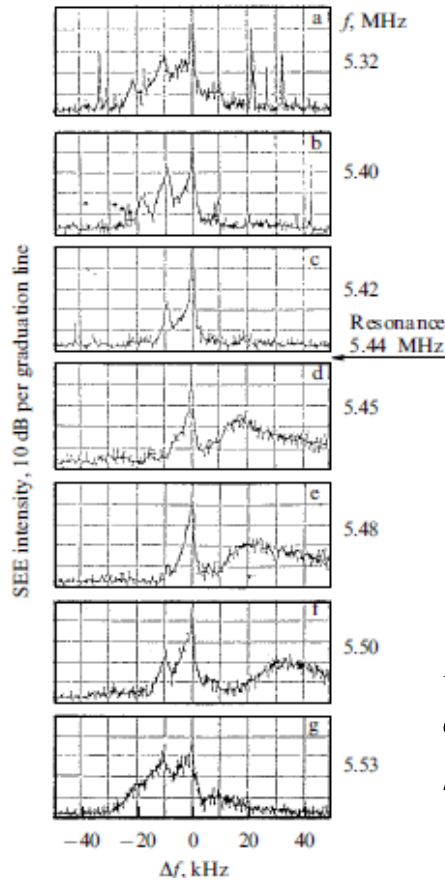 f, MHz
a
5.32
b
5.40
c
5.42
Resonance
5.44 MHz
d
5.45
e
5.48
f
5.50
g
5.53
SEE intensity, 10 dB per graduation line
−40 −20 0 20 40
Δf, kHz